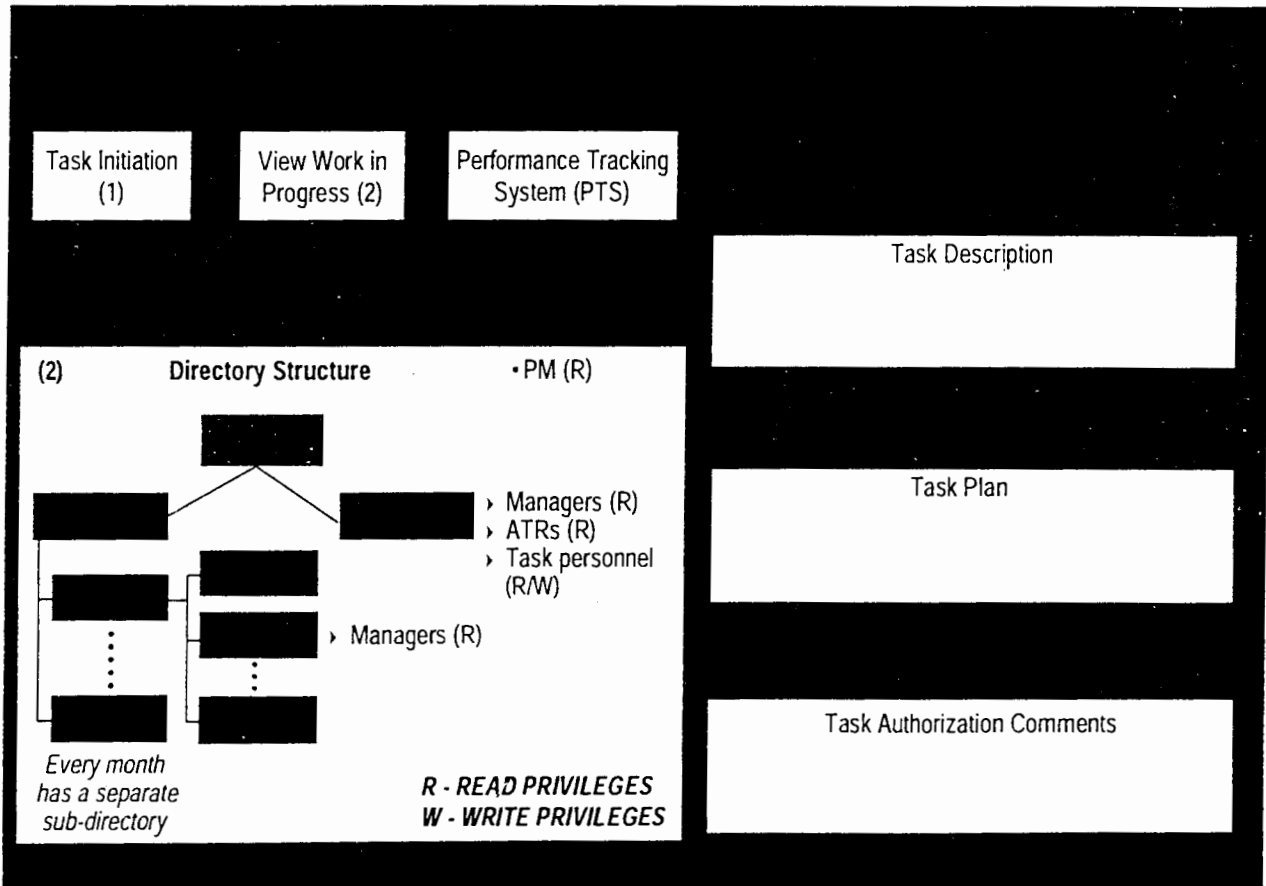 Task Initiation
(1)
View Work in
Progress (2)
Performance Tracking
System (PTS)
Task Description
(2)
Directory Structure
• PM (R)
› Managers (R)
› ATRs (R)
› Task personnel
(R/W)
› Managers (R)
Every month
has a separate
sub-directory
R - READ PRIVILEGES
W - WRITE PRIVILEGES
Task Plan
Task Authorization Comments